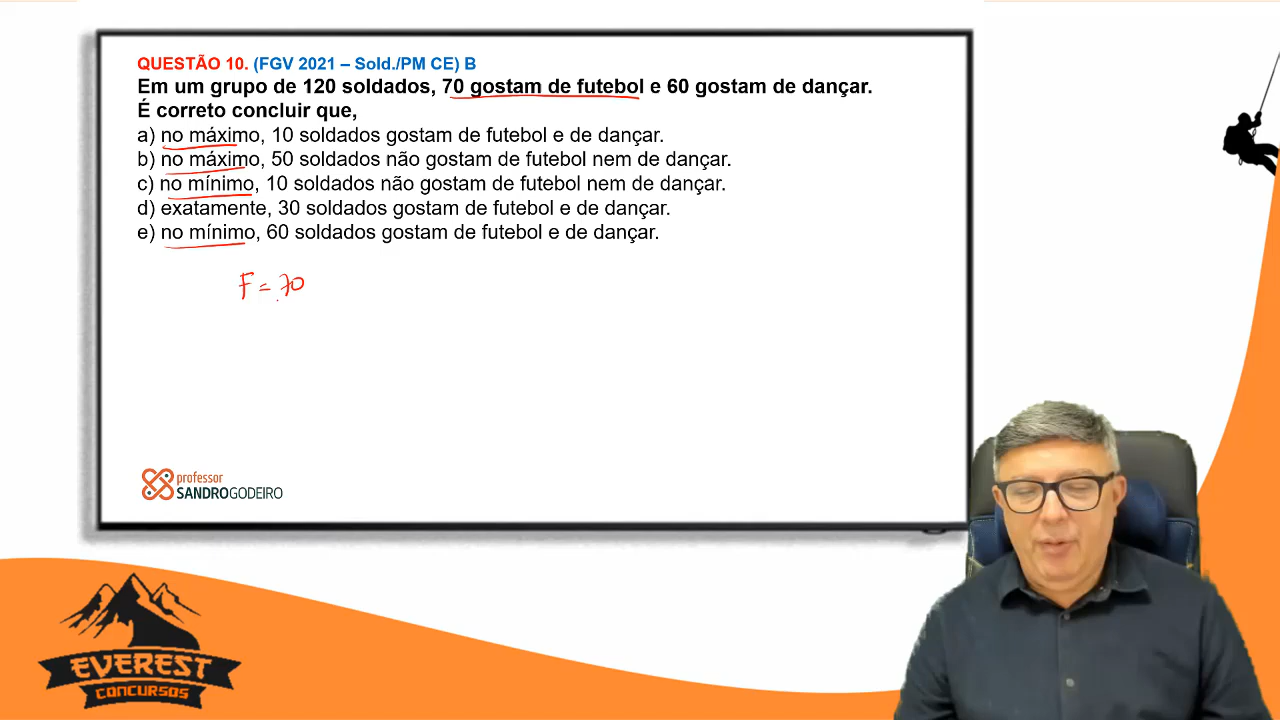 QUESTÃO 10. (FGV 2021 – Sold./PM CE) B
Em um grupo de 120 soldados, 70 gostam de futebol e 60 gostam de dançar.
É correto concluir que,
a) no máximo, 10 soldados gostam de futebol e de dançar.
b) no máximo, 50 soldados não gostam de futebol nem de dançar.
c) no mínimo, 10 soldados não gostam de futebol nem de dançar.
d) exatamente, 30 soldados gostam de futebol e de dançar.
e) no mínimo, 60 soldados gostam de futebol e de dançar.
F = 70
professor
SANDROGODEIRO
EVEREST
CONCURSOS